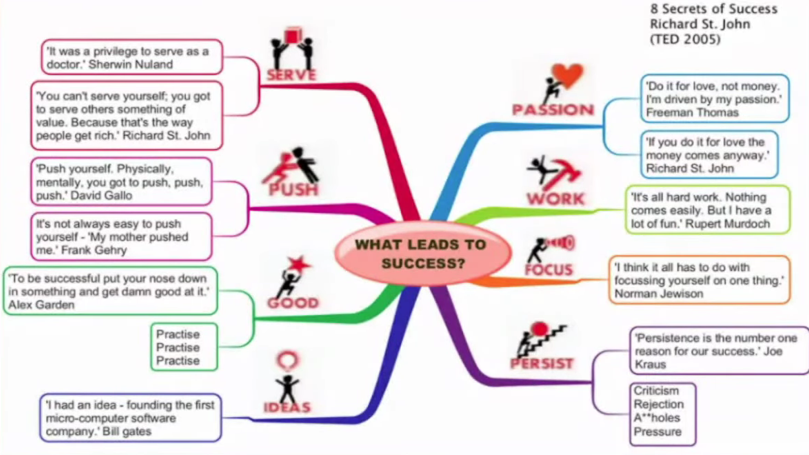 8 Secrets of Success
Richard St. John
(TED 2005)
WHAT LEADS TO
SUCCESS?
PASSION
'Do it for love, not money.
I'm driven by my passion.'
Freeman Thomas
'If you do it for love the
money comes anyway.'
Richard St. John
WORK
'It's all hard work. Nothing
comes easily. But I have a
lot of fun.' Rupert Murdoch
FOCUS
'I think it all has to do with
focussing yourself on one thing.'
Norman Jewison
PERSIST
'Persistence is the number one
reason for our success.' Joe
Kraus
Criticism
Rejection
A**holes
Pressure
SERVE
'It was a privilege to serve as a
doctor.' Sherwin Nuland
'You can't serve yourself; you got
to serve others something of
value. Because that's the way
people get rich.' Richard St. John
PUSH
'Push yourself. Physically,
mentally, you got to push, push,
push.' David Gallo
It's not always easy to push
yourself - 'My mother pushed
me.' Frank Gehry
GOOD
'To be successful put your nose down
in something and get damn good at it.'
Alex Garden
Practise
Practise
Practise
IDEAS
'I had an idea - founding the first
micro-computer software
company.' Bill gates